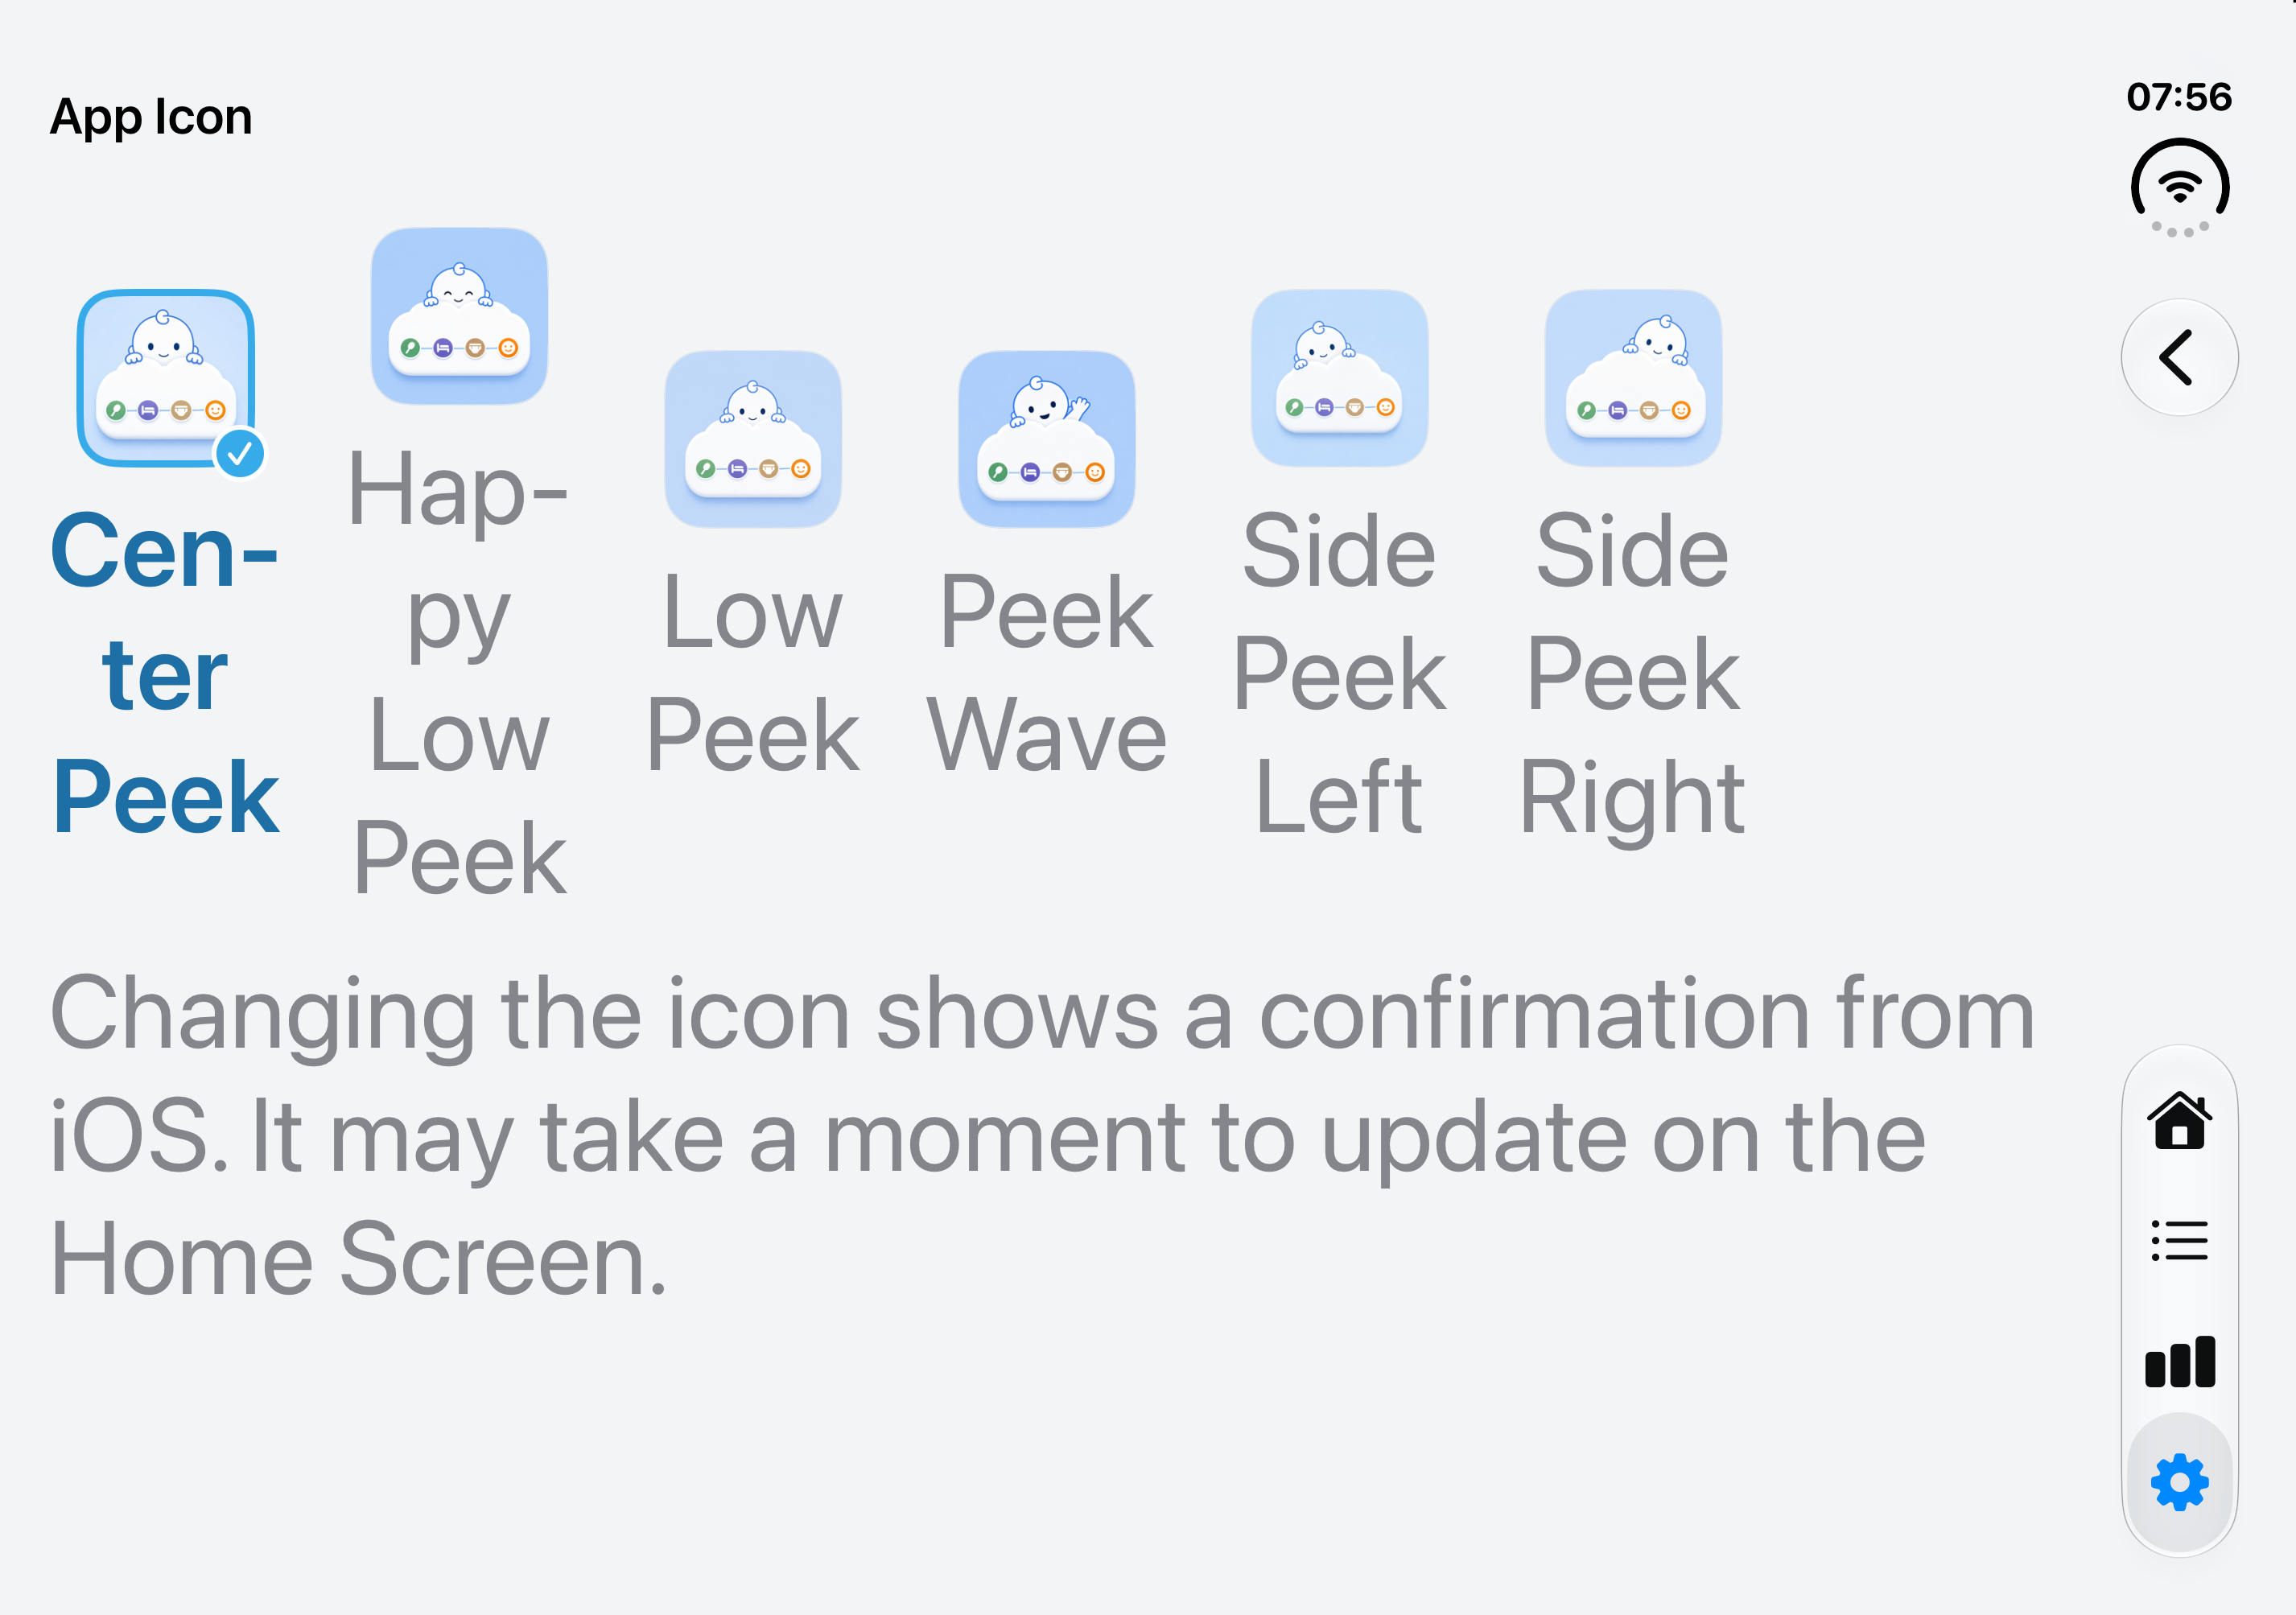 App Icon
07:56
Cen-
ter
Peek
Hap-
py
Low
Peek
Low
Peek
Peek
Wave
Side
Peek
Left
Side
Peek
Right
Changing the icon shows a confirmation from
iOS. It may take a moment to update on the
Home Screen.